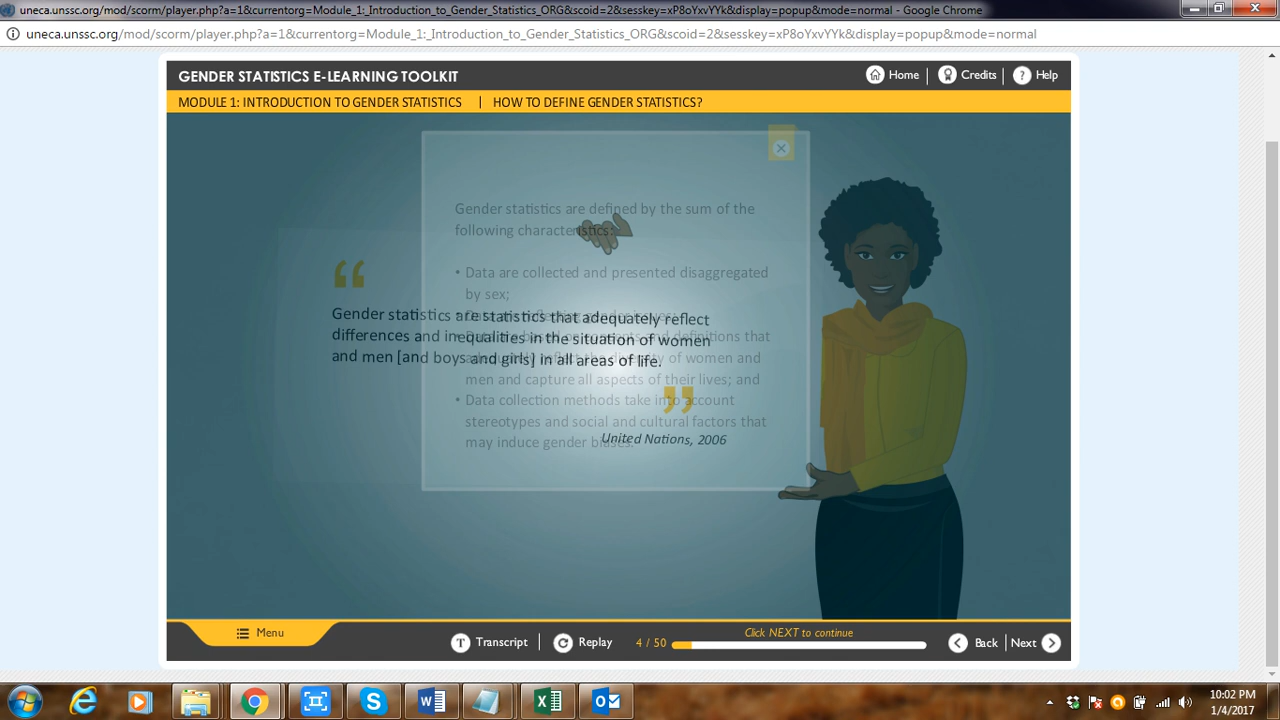 uneca.unssc.org/mod/scorm/player.php?a=1&currentorg=Module_1:_Introduction_to_Gender_Statistics_ORG&scoid=2&sesskey=xP8oYxvYYk&display=popup&mode=normal - Google Chrome
uneca.unssc.org/mod/scorm/player.php?a=1&currentorg=Module_1:_Introduction_to_Gender_Statistics_ORG&scoid=2&sesskey=xP8oYxvYYk&display=popup&mode=normal
GENDER STATISTICS E-LEARNING TOOLKIT
Home | Credits | ? Help
MODULE 1: INTRODUCTION TO GENDER STATISTICS | HOW TO DEFINE GENDER STATISTICS?
Gender statistics are defined by the sum of the
following characteristics:
• Data are collected and presented disaggregated
by sex;
“
Gender statistics are statistics that adequately reflect
differences and inequalities in the situation of women
and men [and boys and girls] in all areas of life.
”
United Nations, 2006
definitions that
of women and
men and capture all aspects of their lives; and
• Data collection methods take into account
stereotypes and social and cultural factors that
may induce gender biases.
Menu
T Transcript | Replay
4 / 50
Click NEXT to continue
Back | Next
10:02 PM
1/4/2017